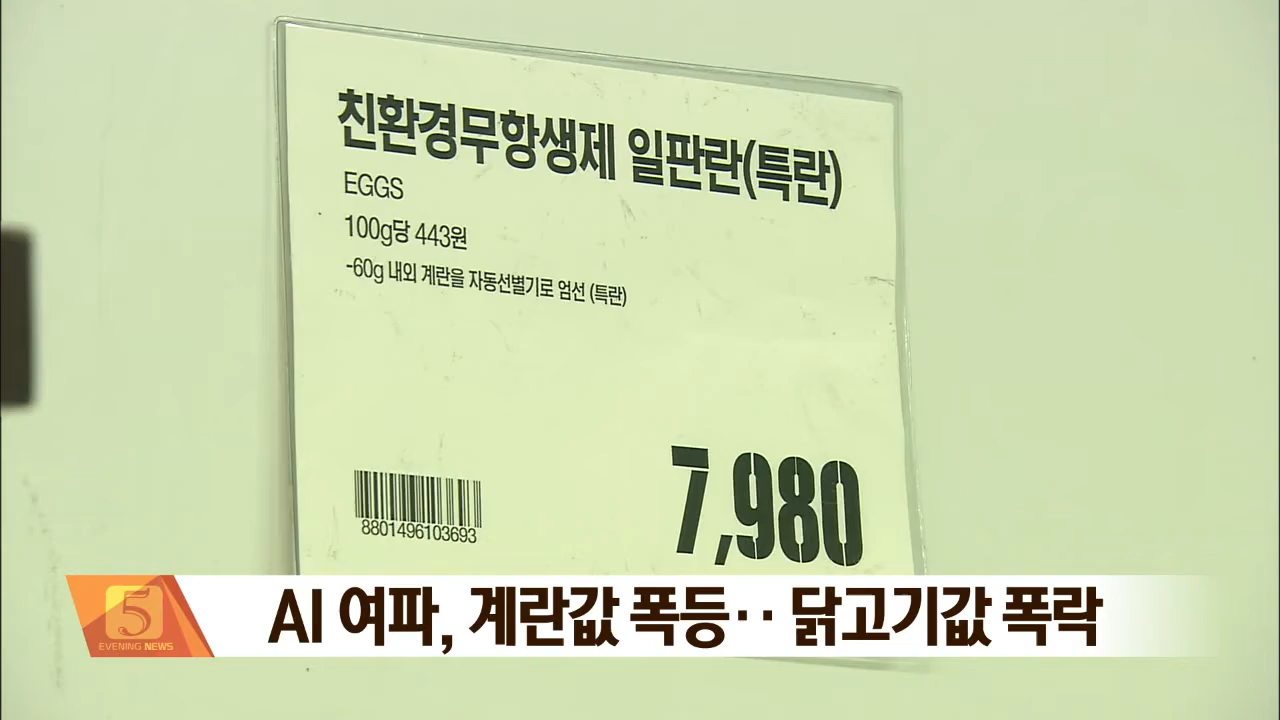 친환경무항생제 일판란(특란)
EGGS
100g당 443원
-60g 내외 계란을 자동선별기로 엄선 (특란)
8801496103693
7,980
5
EVENING NEWS
AI 여파, 계란값 폭등‥ 닭고기값 폭락